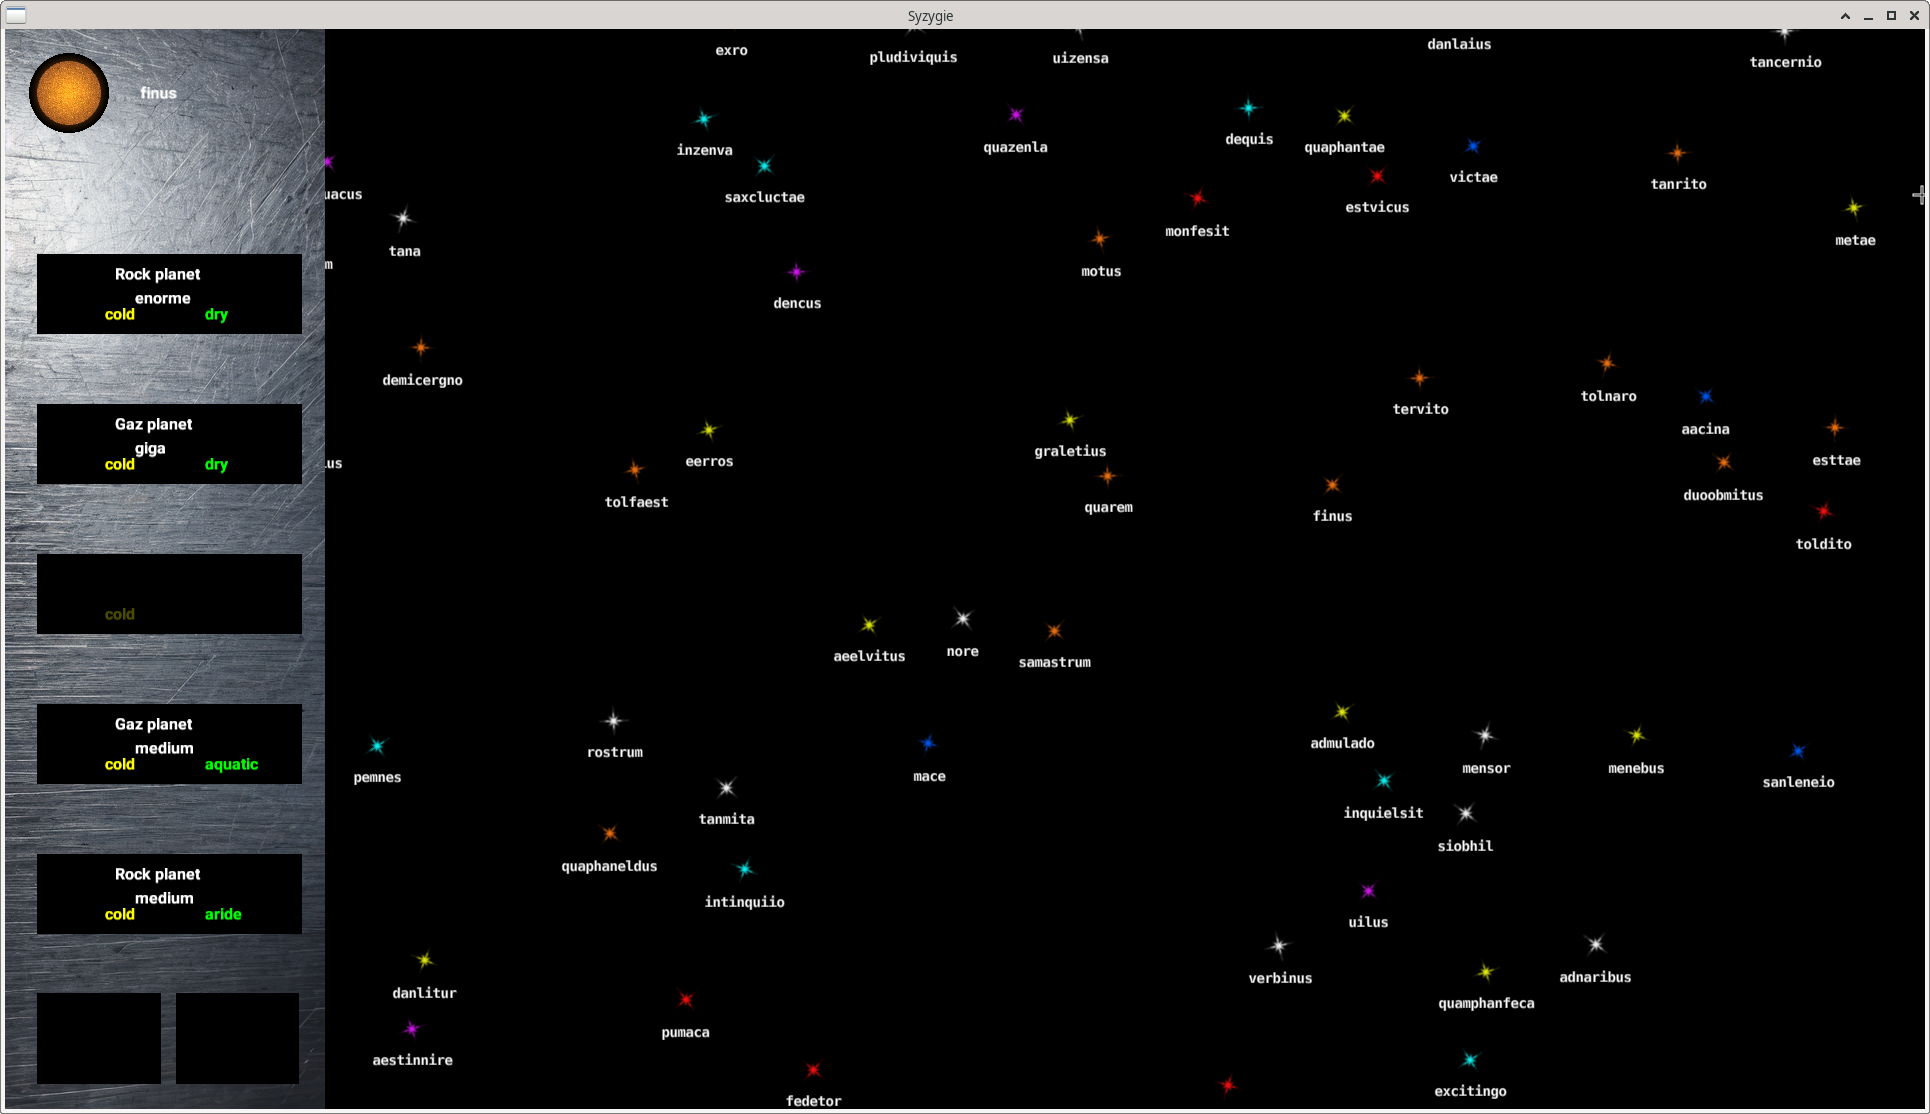 Syzygie
finus
Rock planet
enorme
cold dry
Gaz planet
giga
cold dry
cold
Gaz planet
medium
cold aquatic
Rock planet
medium
cold aride
exro
pludiviquis
uizensa
danlaius
tancernio
inzenva
quazenla
dequis
quaphantae
victae
tanrito
saxcluctae
uacus
estvicus
monfesit
metae
tana
m
motus
dencus
demicergno
tervito
tolnaro
aacina
graletius
eerros
us
esttae
tolfaest
quarem
duoobmitus
finus
toldito
aeelvitus
nore
samastrum
rostrum
admulado
mensor
menebus
pemnes
mace
sanleneio
inquielsit
tanmita
siobhil
quaphaneldus
intinquiio
uilus
verbinus
adnaribus
danlitur
quamphanfeca
pumaca
aestinnire
excitingo
fedetor